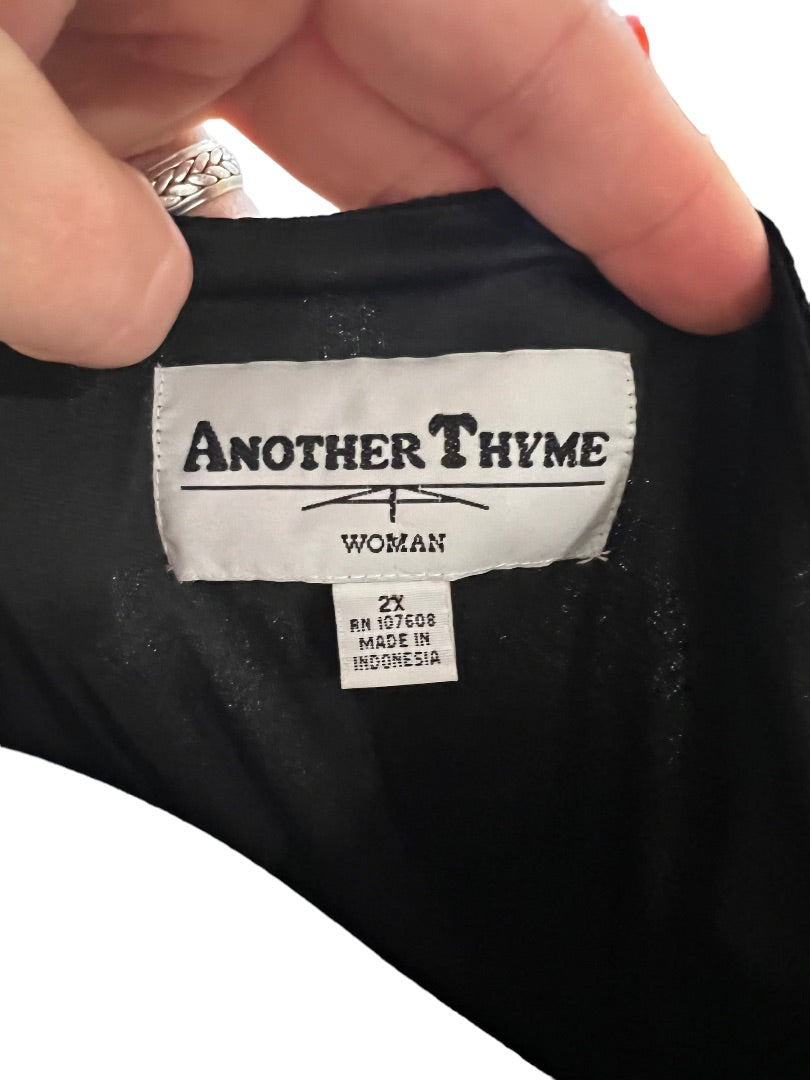 ANOTHER THYME
WOMAN
2X
RN 107608
MADE IN
INDONESIA